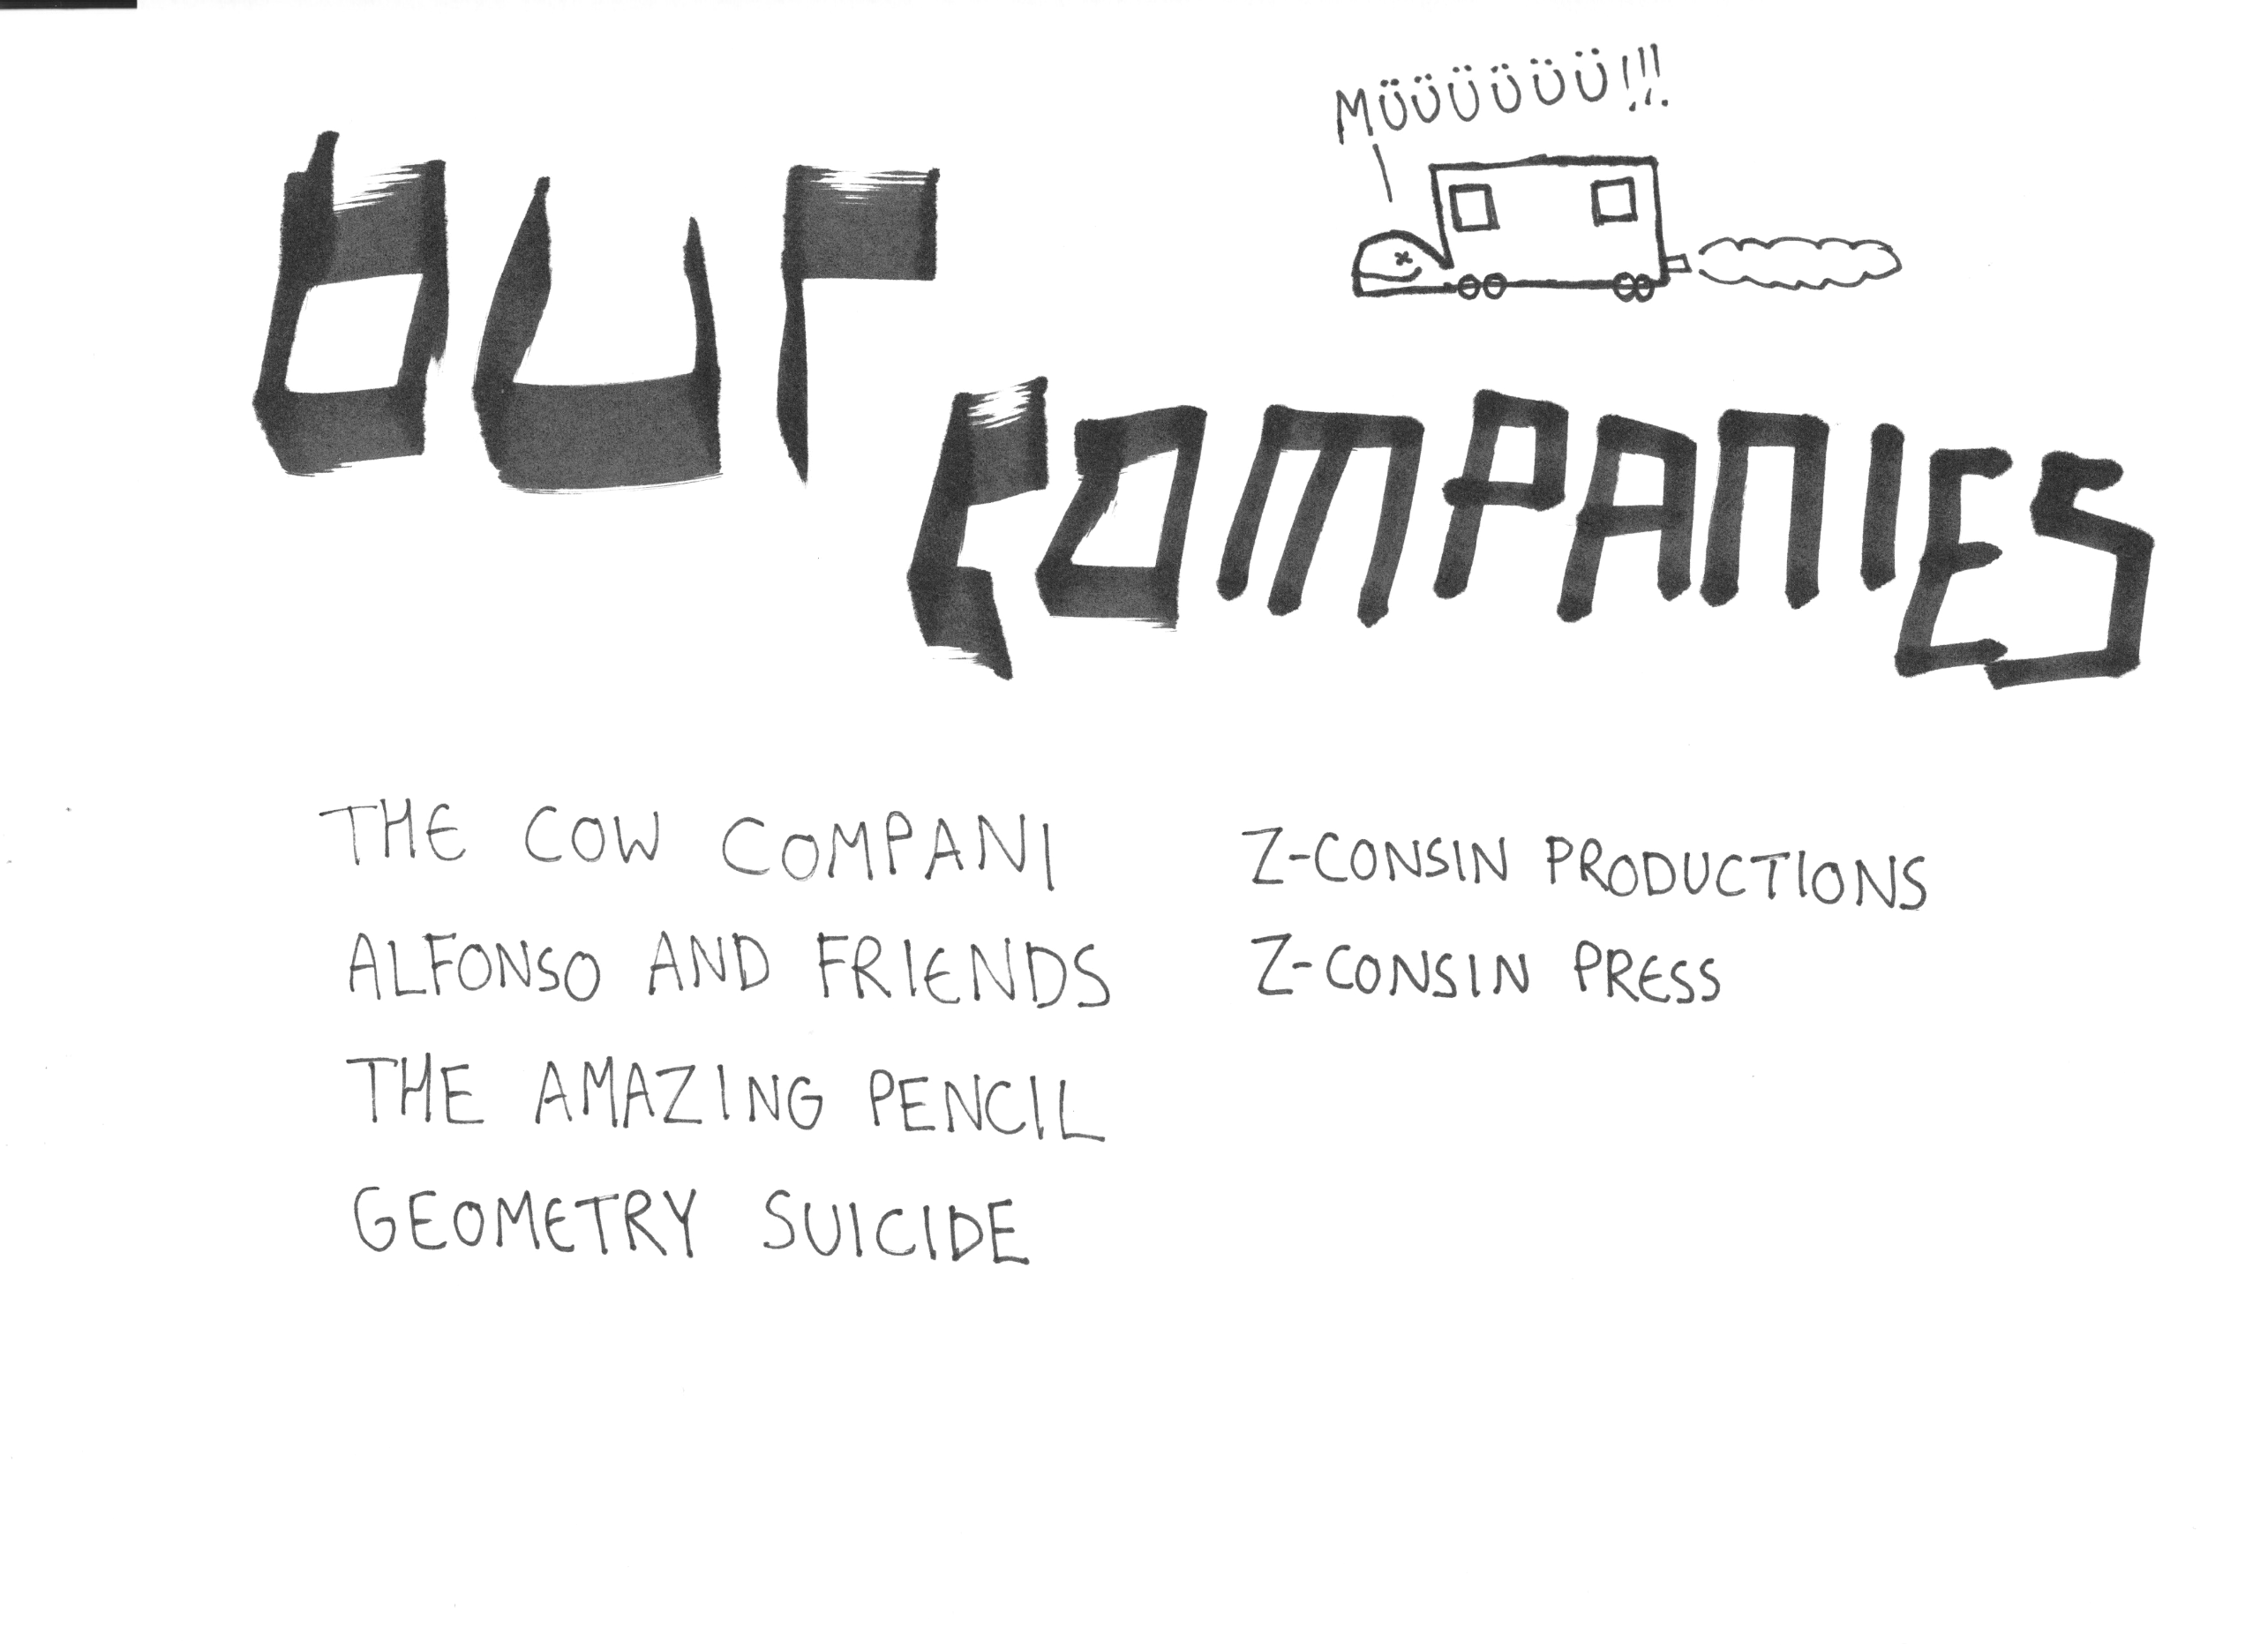 MÜÜÜÜÜÜ!!!
OUR
COMPANIES
THE COW COMPANI
ALFONSO AND FRIENDS
THE AMAZING PENCIL
GEOMETRY SUICIDE
Z-CONSIN PRODUCTIONS
Z-CONSIN PRESS